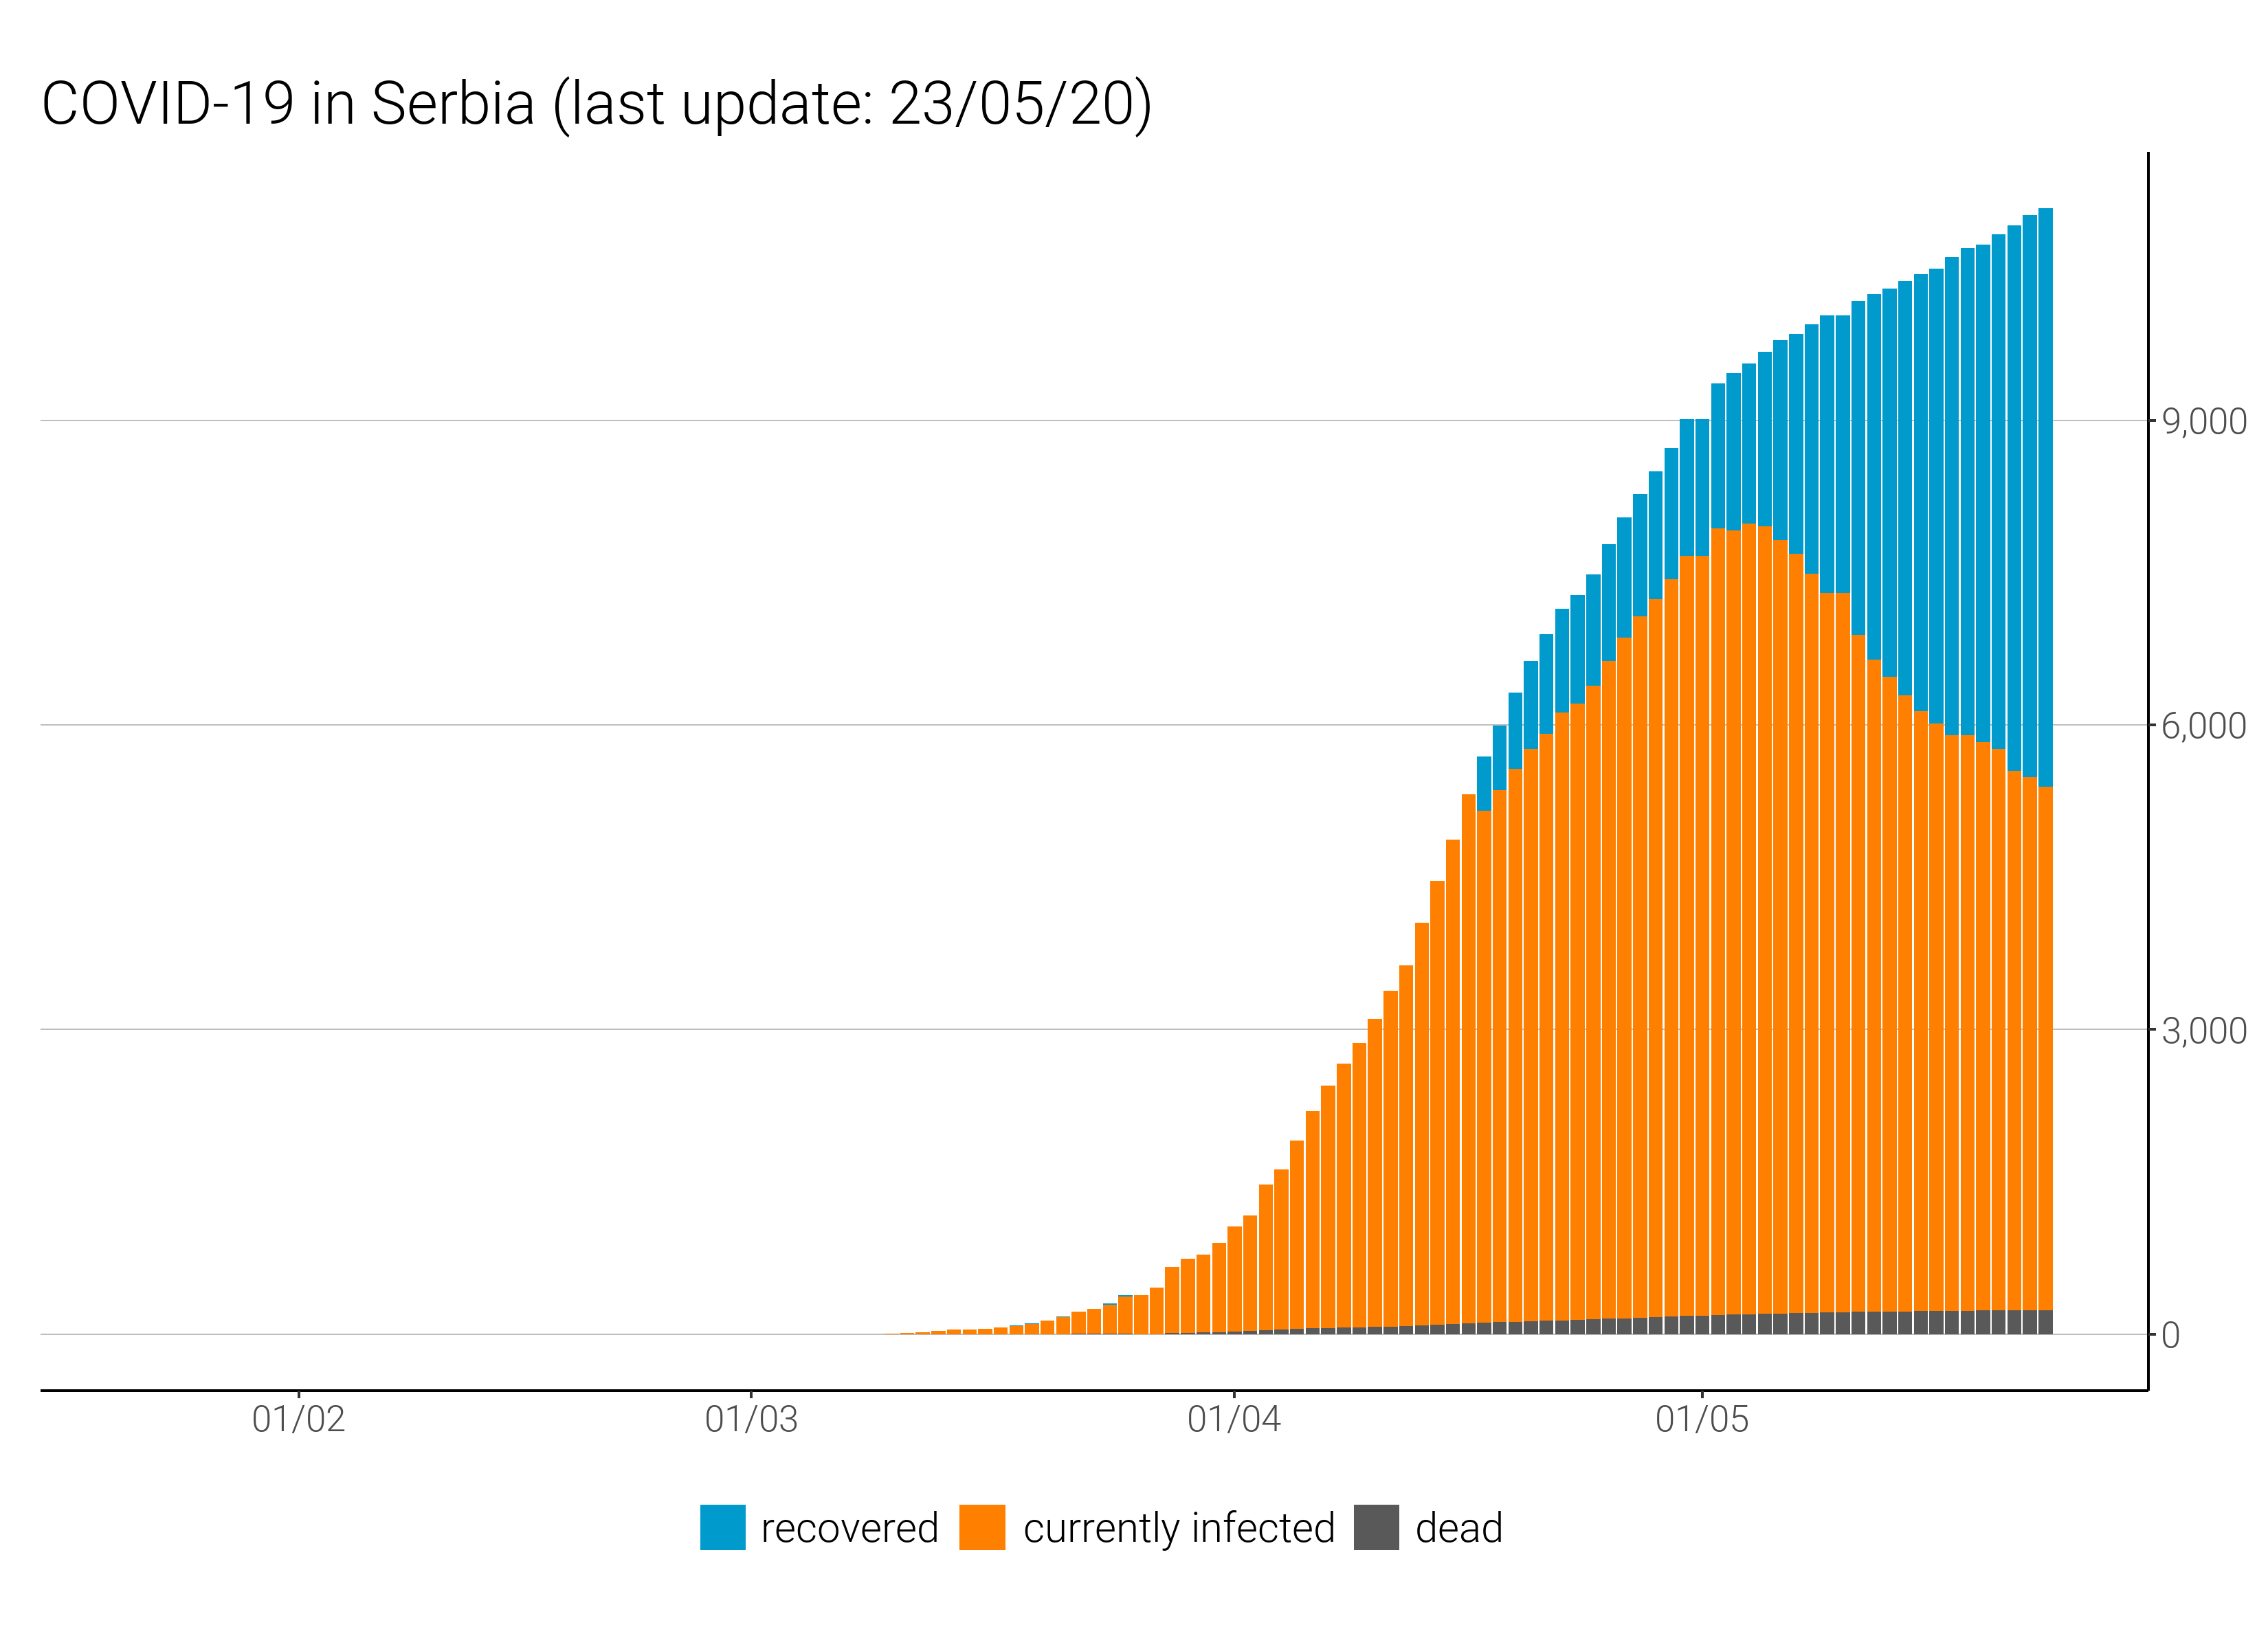 COVID-19 in Serbia (last update: 23/05/20)
9,000
6,000
3,000
0
01/02 01/03 01/04 01/05
recovered currently infected dead